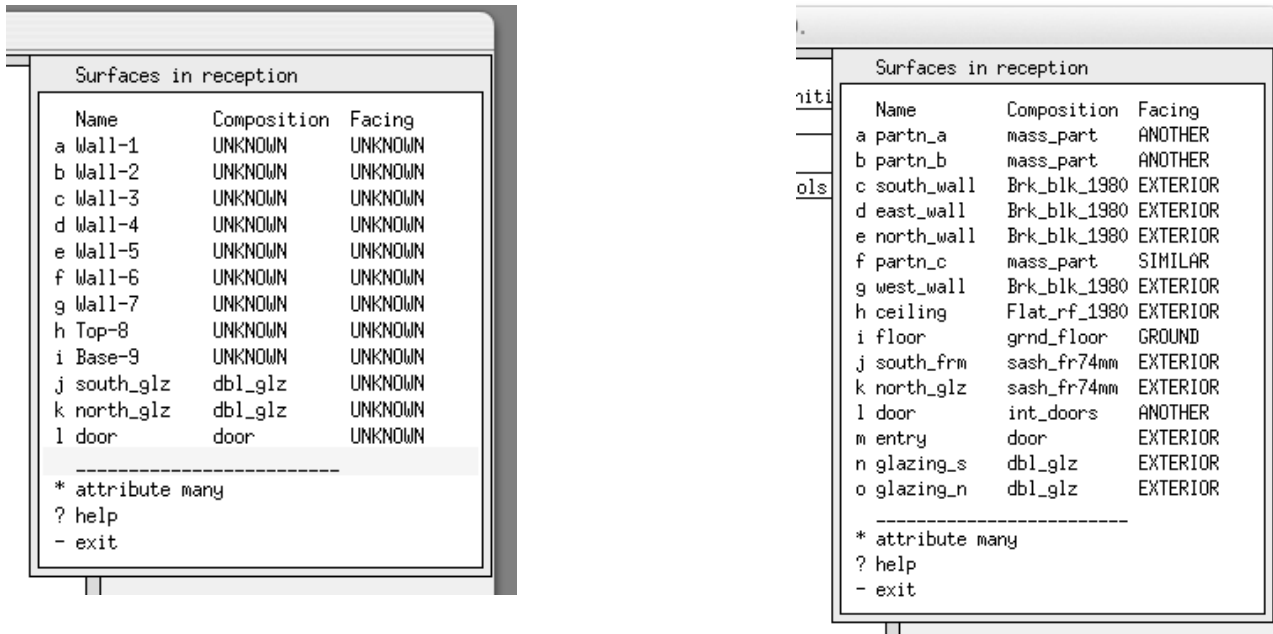 Surfaces in reception
Name Composition Facing
a Wall-1 UNKNOWN UNKNOWN
b Wall-2 UNKNOWN UNKNOWN
c Wall-3 UNKNOWN UNKNOWN
d Wall-4 UNKNOWN UNKNOWN
e Wall-5 UNKNOWN UNKNOWN
f Wall-6 UNKNOWN UNKNOWN
g Wall-7 UNKNOWN UNKNOWN
h Top-8 UNKNOWN UNKNOWN
i Base-9 UNKNOWN UNKNOWN
j south_glz dbl_glz UNKNOWN
k north_glz dbl_glz UNKNOWN
l door door UNKNOWN
* attribute many
? help
- exit
Surfaces in reception
Name Composition Facing
a partn_a mass_part ANOTHER
b partn_b mass_part ANOTHER
c south_wall Brk_blk_1980 EXTERIOR
d east_wall Brk_blk_1980 EXTERIOR
e north_wall Brk_blk_1980 EXTERIOR
f partn_c mass_part SIMILAR
g west_wall Brk_blk_1980 EXTERIOR
h ceiling Flat_rf_1980 EXTERIOR
i floor grnd_floor GROUND
j south_frm sash_fr74mm EXTERIOR
k north_glz sash_fr74mm EXTERIOR
l door int_doors ANOTHER
m entry door EXTERIOR
n glazing_s dbl_glz EXTERIOR
o glazing_n dbl_glz EXTERIOR
* attribute many
? help
- exit